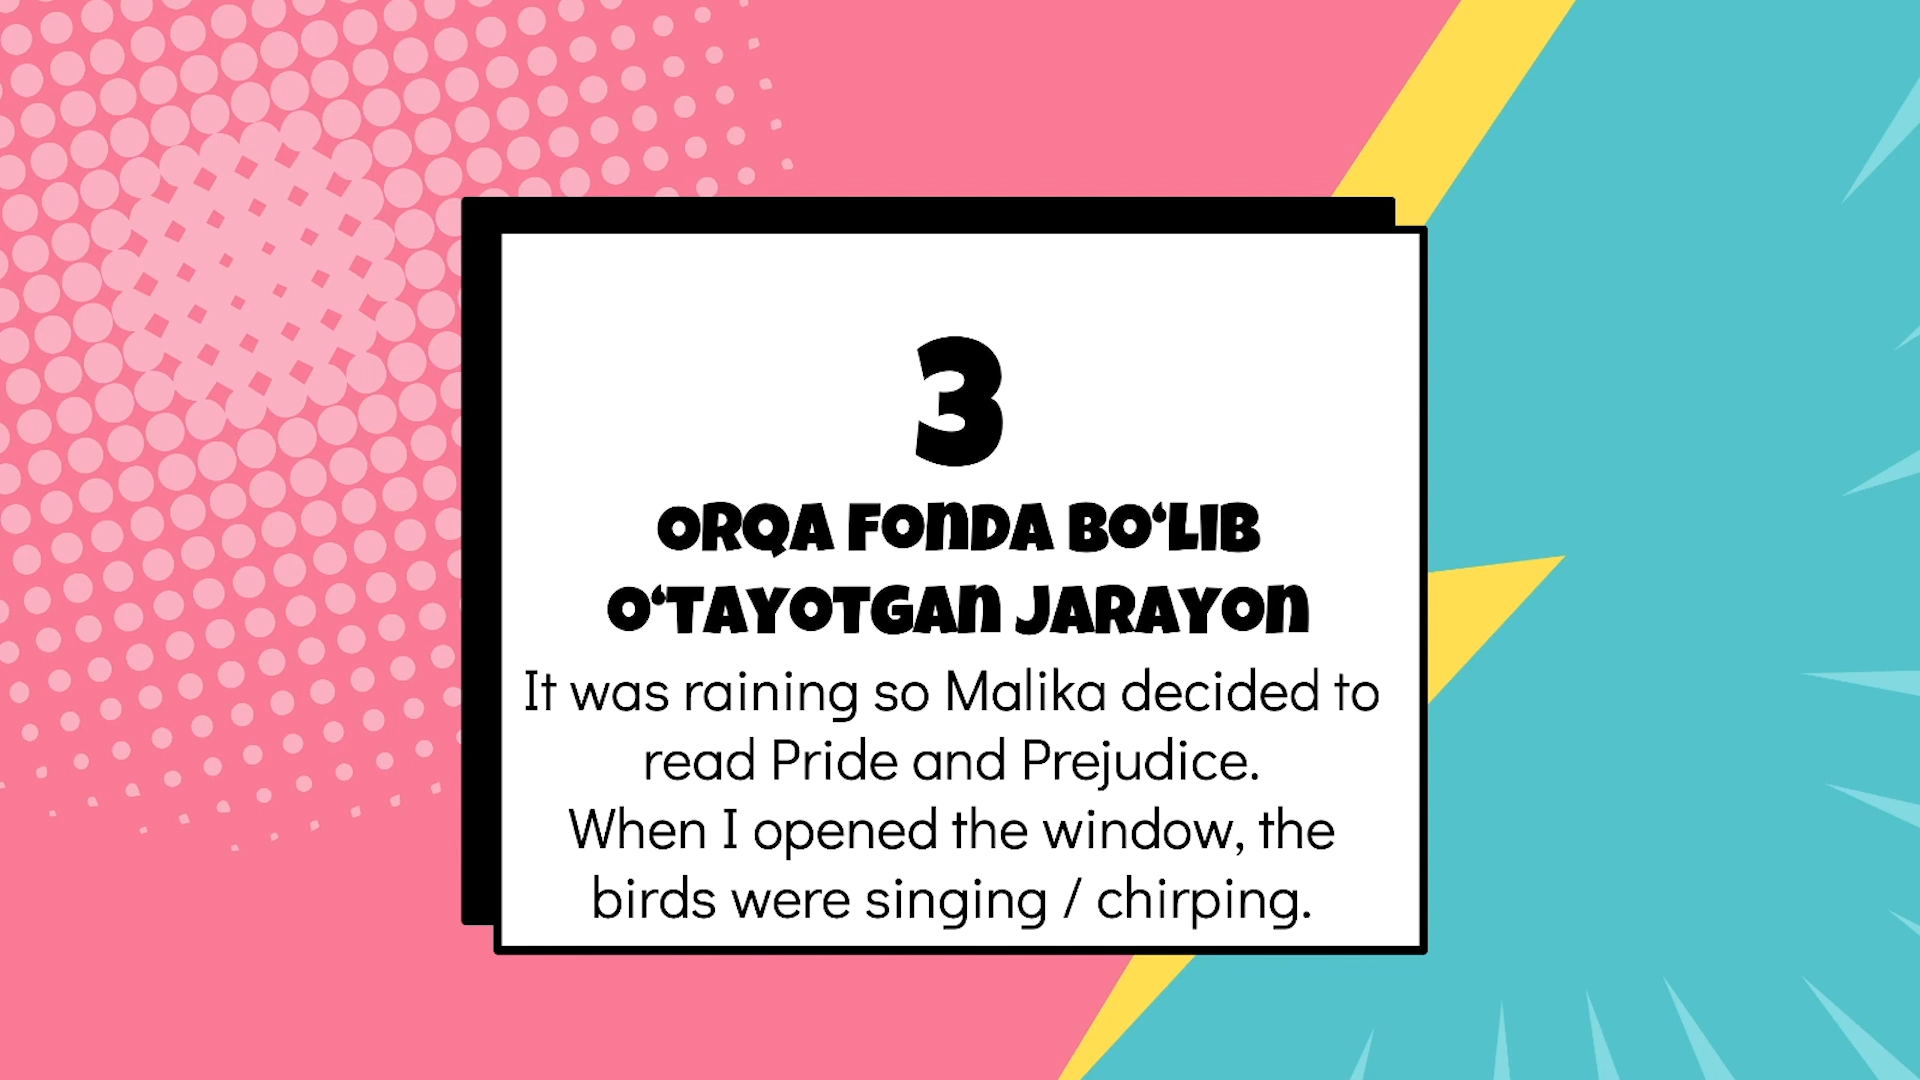 3
ORQA FONDA BO‘LIB
O‘TAYOTGAN JARAYON
It was raining so Malika decided to
read Pride and Prejudice.
When I opened the window, the
birds were singing / chirping.